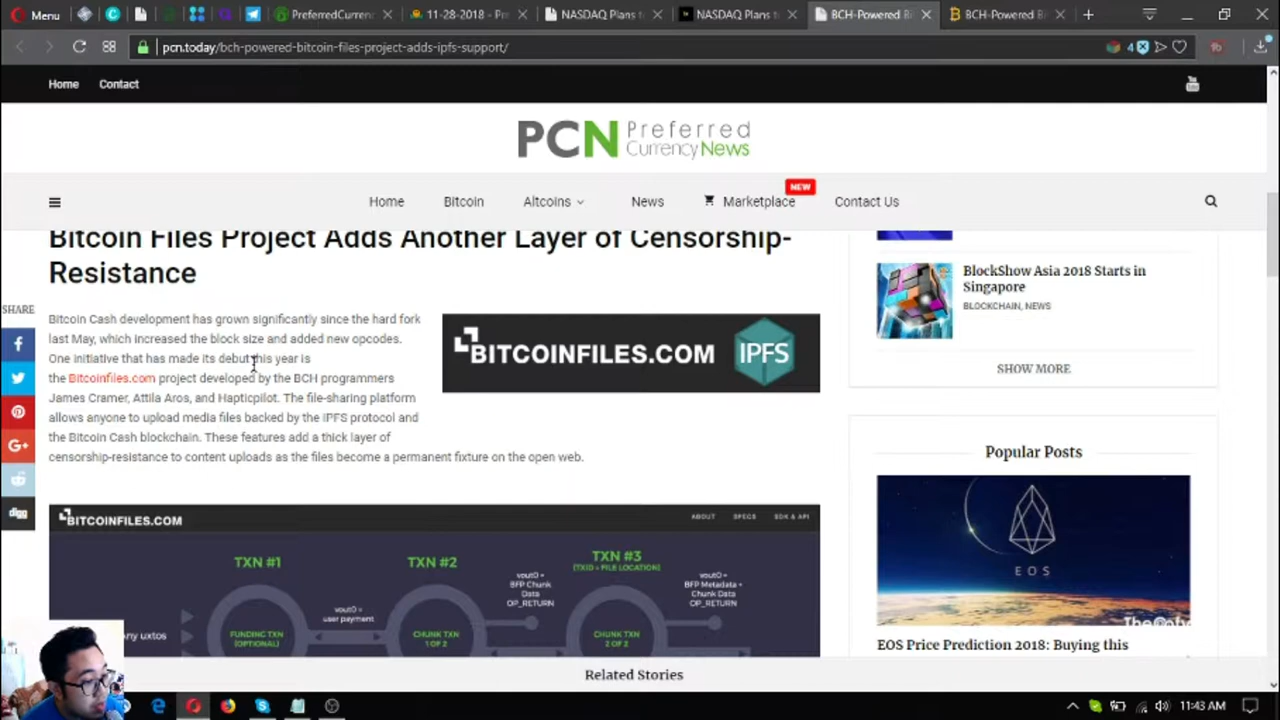 Menu
PreferredCurrenc
11-28-2018 - Pr
NASDAQ Plans to
NASDAQ Plans to
BCH-Powered Bi
BCH-Powered Bi
pcn.today/bch-powered-bitcoin-files-project-adds-ipfs-support/
4
Home Contact
PCN Preferred
CurrencyNews
NEW
Home Bitcoin Altcoins News Marketplace Contact Us
Bitcoin Files Project Adds Another Layer of Censorship-
Resistance
SHARE
Bitcoin Cash development has grown significantly since the hard fork
last May, which increased the block size and added new opcodes.
One initiative that has made its debut this year is
the Bitcoinfiles.com project developed by the BCH programmers
James Cramer, Attila Aros, and Hapticpilot. The file-sharing platform
allows anyone to upload media files backed by the IPFS protocol and
the Bitcoin Cash blockchain. These features add a thick layer of
censorship-resistance to content uploads as the files become a permanent fixture on the open web.
BITCOINFILES.COM IPFS
digg
BITCOINFILES.COM
ABOUT SPECS SDK & API
TXN #1
TXN #2
TXN #3
(TXID = FILE LOCATION)
vout0 =
user payment
vout0 =
BFP Chunk
Data
OP_RETURN
vout0 =
BFP Metadata +
Chunk Data
OP_RETURN
ny uxtos
FUNDING TXN
(OPTIONAL)
CHUNK TXN
1 OF 2
CHUNK TXN
2 OF 2
BlockShow Asia 2018 Starts in
Singapore
BLOCKCHAIN, NEWS
SHOW MORE
Popular Posts
EOS
EOS Price Prediction 2018: Buying this
Related Stories
11:43 AM